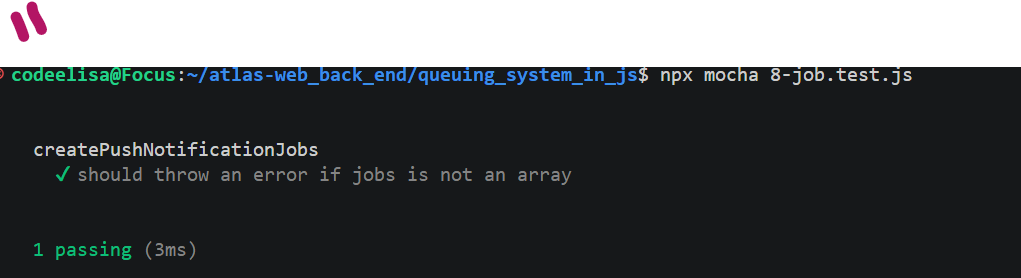 codeelisa@Focus:~/atlas-web_back_end/queuing_system_in_js$ npx mocha 8-job.test.js
createPushNotificationJobs
✓ should throw an error if jobs is not an array
1 passing (3ms)